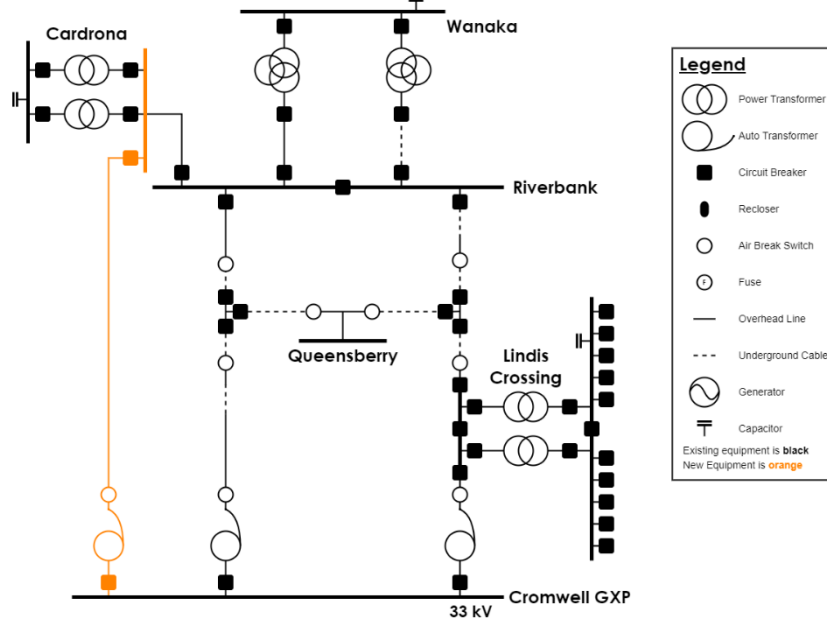 Wanaka
Cardrona
Riverbank
Queensberry
Lindis
Crossing
Cromwell GXP
33 kV
Legend
Power Transformer
Auto Transformer
Circuit Breaker
Recloser
Air Break Switch
F
Fuse
Overhead Line
Underground Cable
Generator
Capacitor
Existing equipment is black
New Equipment is orange